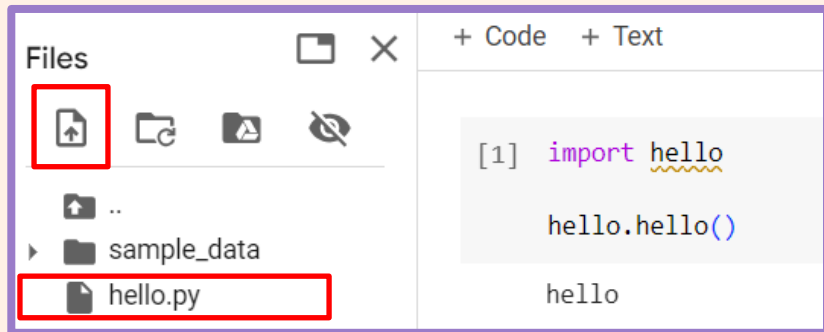 Files
..
sample_data
hello.py
+ Code + Text
[1] import hello
hello.hello()
hello